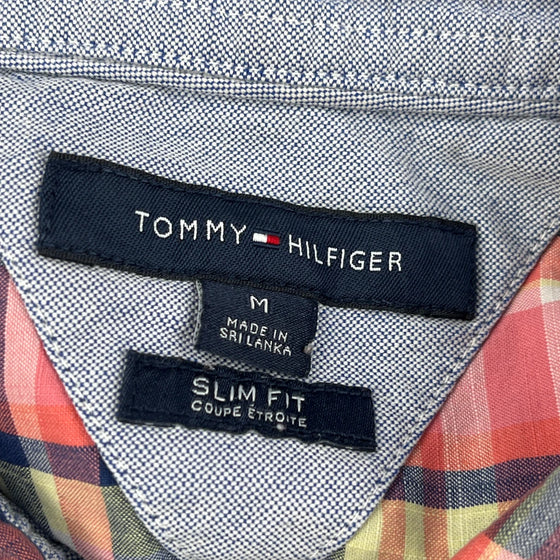 TOMMY HILFIGER
M
MADE IN
SRI LANKA
SLIM FIT
COUPE ÉTROITE